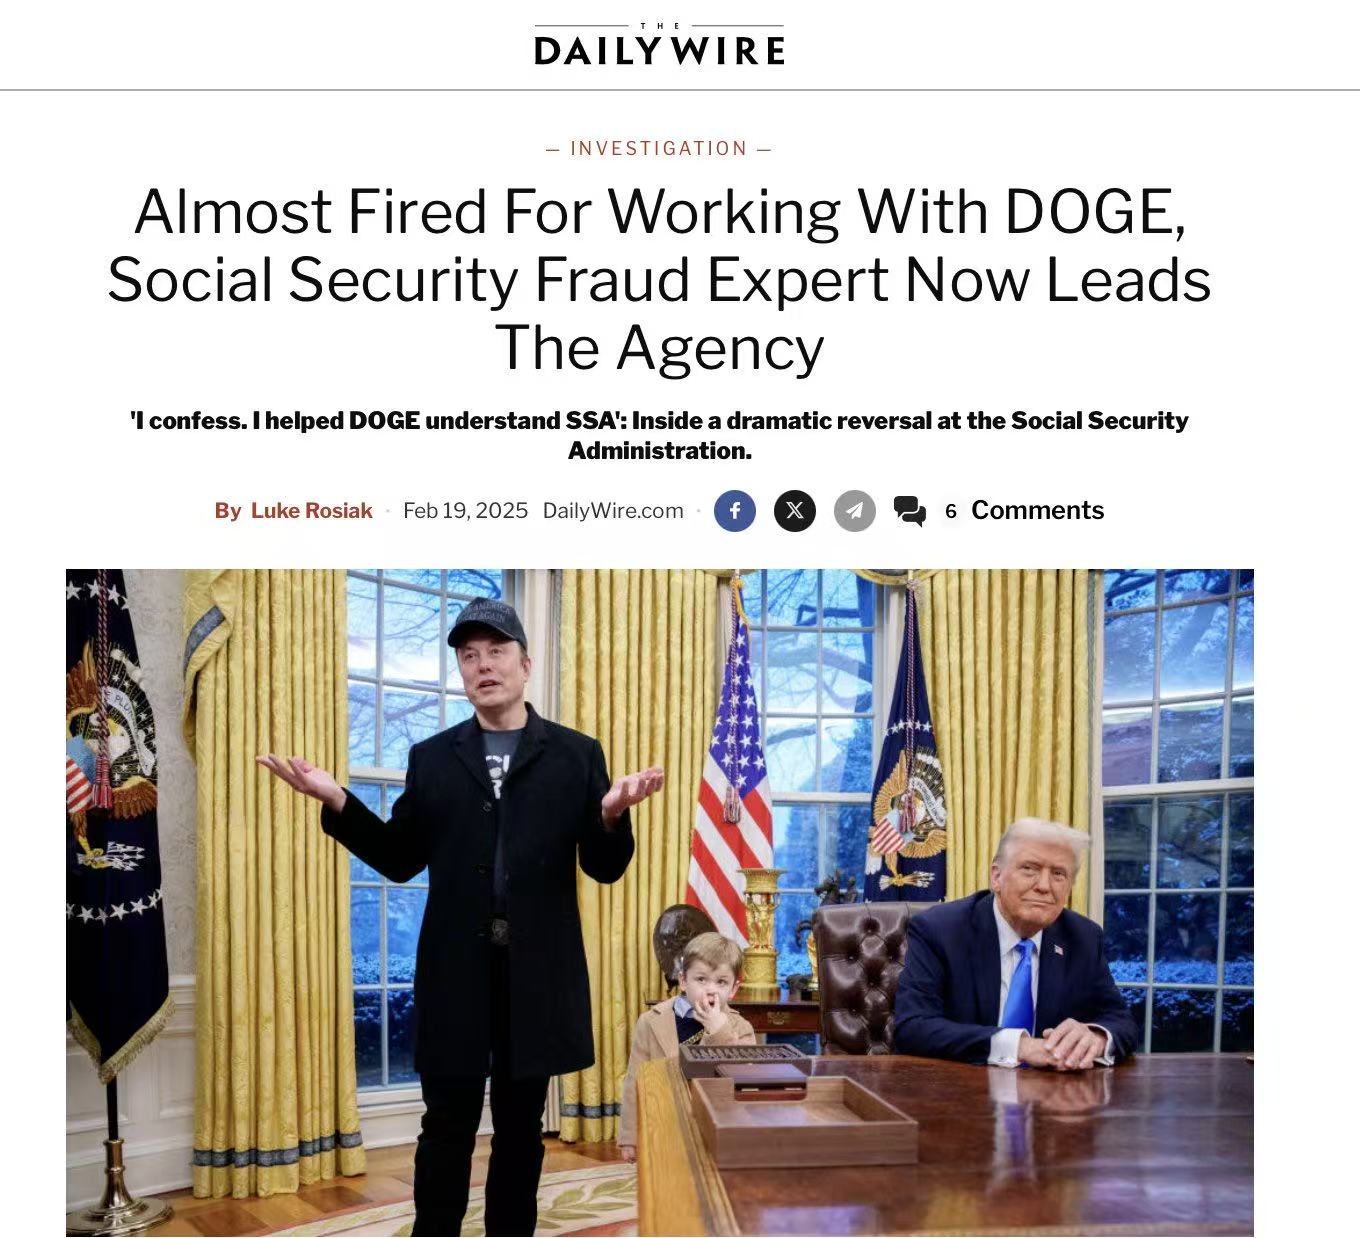 THE
DAILY WIRE
— INVESTIGATION —
Almost Fired For Working With DOGE,
Social Security Fraud Expert Now Leads
The Agency
'I confess. I helped DOGE understand SSA': Inside a dramatic reversal at the Social Security
Administration.
By Luke Rosiak · Feb 19, 2025 DailyWire.com · 6 Comments
AMERICA
AGAIN